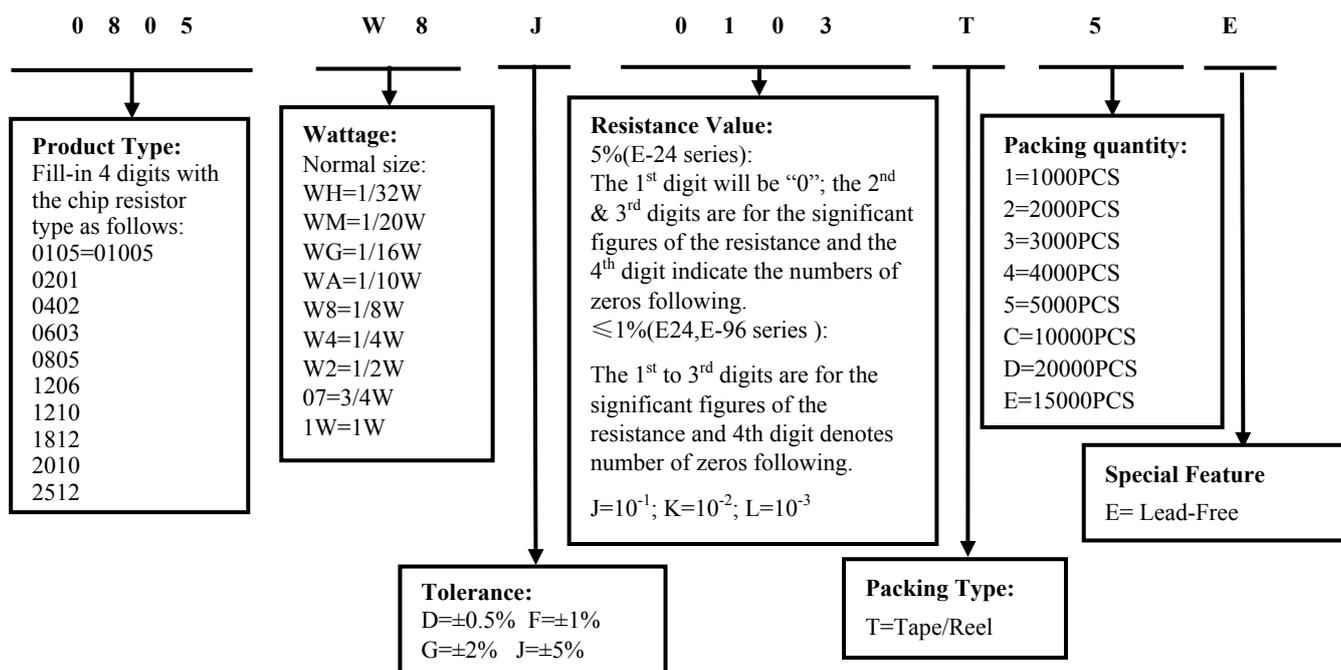 0 8 0 5 W 8 J 0 1 0 3 T 5 E
Product Type:
Fill-in 4 digits with
the chip resistor
type as follows:
0105=01005
0201
0402
0603
0805
1206
1210
1812
2010
2512
Wattage:
Normal size:
WH=1/32W
WM=1/20W
WG=1/16W
WA=1/10W
W8=1/8W
W4=1/4W
W2=1/2W
07=3/4W
1W=1W
Resistance Value:
5%(E-24 series):
The 1st digit will be “0”; the 2nd
& 3rd digits are for the significant
figures of the resistance and the
4th digit indicate the numbers of
zeros following.
≤1%(E24,E-96 series ):
The 1st to 3rd digits are for the
significant figures of the
resistance and 4th digit denotes
number of zeros following.
J=10-1; K=10-2; L=10-3
Packing quantity:
1=1000PCS
2=2000PCS
3=3000PCS
4=4000PCS
5=5000PCS
C=10000PCS
D=20000PCS
E=15000PCS
Special Feature
E= Lead-Free
Tolerance:
D=±0.5% F=±1%
G=±2% J=±5%
Packing Type:
T=Tape/Reel